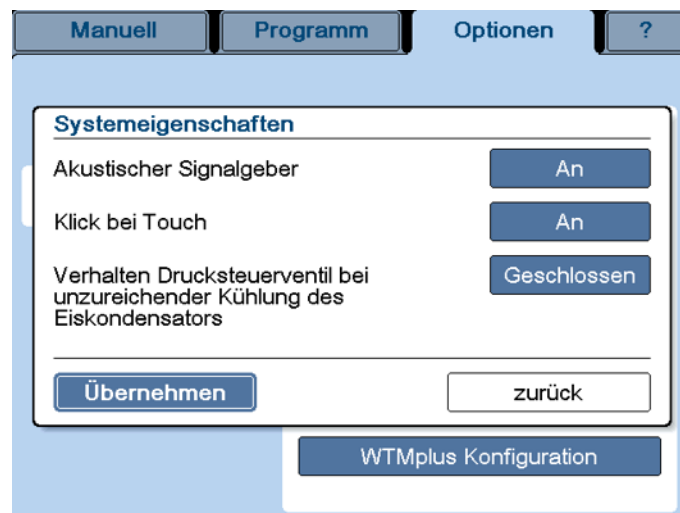 Manuell
Programm
Optionen
?
Systemeigenschaften
Akustischer Signalgeber
An
Klick bei Touch
An
Verhalten Drucksteuerventil bei
unzureichender Kühlung des
Eiskondensators
Geschlossen
Übernehmen
zurück
WTMplus Konfiguration